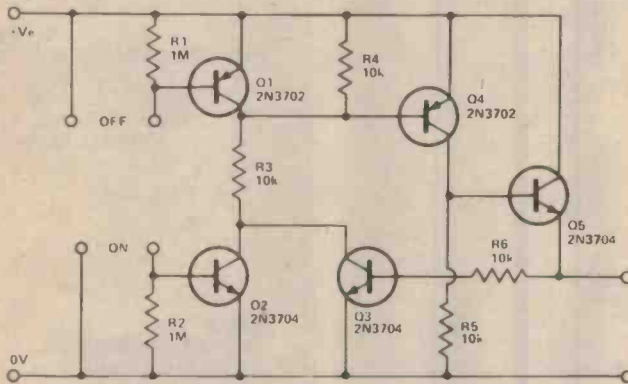 +Ve
R1
1M
Q1
2N3702
R4
10k
Q4
2N3702
OFF
R3
10k
Q5
2N3704
ON
R6
10k
Q2
2N3704
Q3
2N3704
R2
1M
R5
10k
0V